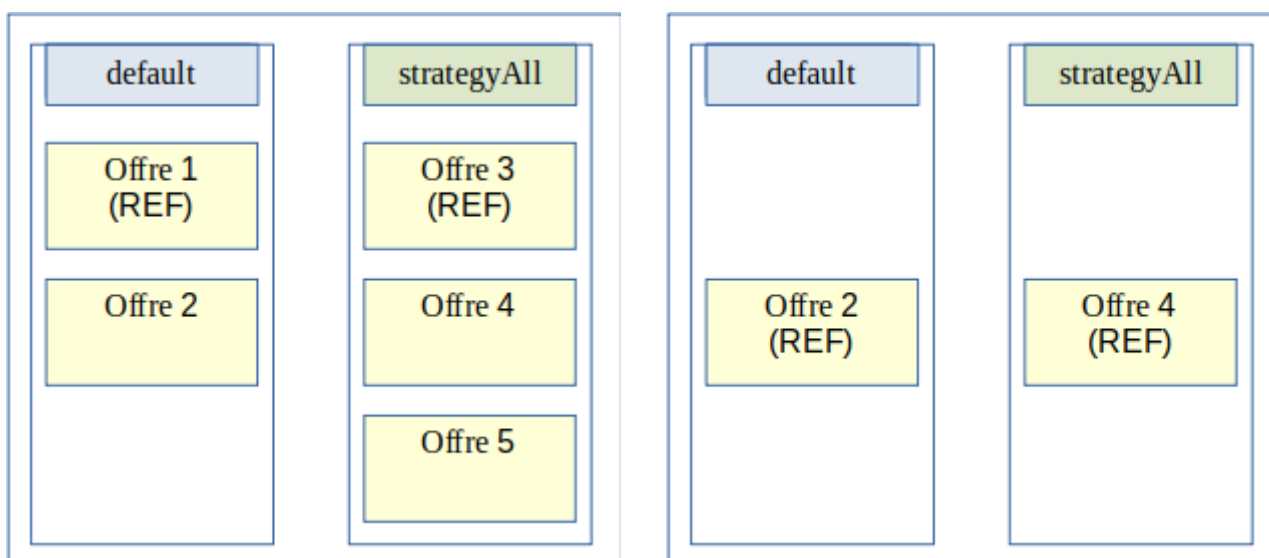 default
Offre 1
(REF)
Offre 2
strategyAll
Offre 3
(REF)
Offre 4
Offre 5
default
Offre 2
(REF)
strategyAll
Offre 4
(REF)